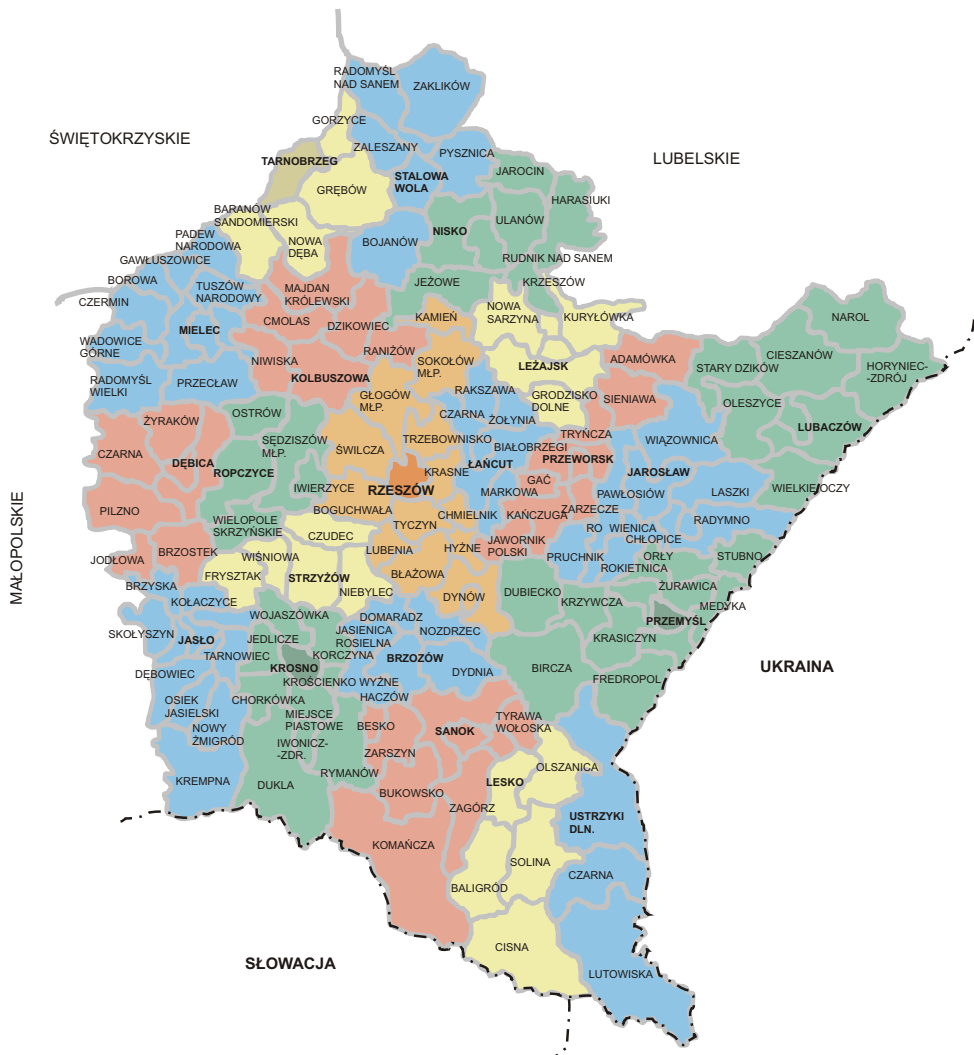 RADOMYŚL
NAD SANEM
ZAKLIKÓW
GORZYCE
ŚWIĘTOKRZYSKIE
ZALESZANY
PYSZNICA
LUBELSKIE
TARNOBRZEG
STALOWA
WOLA
JAROCIN
GRĘBÓW
HARASIUKI
BARANÓW
SANDOMIERSKI
ULANÓW
NISKO
PADEW
NARODOWA
NOWA
DĘBA
BOJANÓW
GAWŁUSZOWICE
RUDNIK NAD SANEM
BOROWA
TUSZÓW
NARODOWY
MAJDAN
KRÓLEWSKI
JEŻOWE
KRZESZÓW
CZERMIN
NOWA
SARZYNA
KURYŁÓWKA
NAROL
CMOLAS
DZIKOWIEC
KAMIEŃ
MIELEC
WADOWICE
GÓRNE
RANIŻÓW
NIWISKA
SOKOŁÓW
MŁP.
LEŻAJSK
ADAMÓWKA
CIESZANÓW
STARY DZIKÓW
HORYNIEC-
-ZDRÓJ
RADOMYŚL
WIELKI
PRZECŁAW
KOLBUSZOWA
GŁOGÓW
MŁP.
RAKSZAWA
GRODZISKO
DOLNE
SIENIAWA
OLESZYCE
ŻYRAKÓW
OSTRÓW
CZARNA
ŻOŁYNIA
LUBACZÓW
SĘDZISZÓW
MŁP.
ŚWILCZA
TRZEBOWNISKO
BIAŁOBRZEGI
TRYŃCZA
WIĄZOWNICA
CZARNA
DĘBICA
ROPCZYCE
KRASNE
ŁAŃCUT
PRZEWORSK
JAROSŁAW
IWIERZYCE
RZESZÓW
MARKOWA
GAĆ
PAWŁOSIÓW
LASZKI
WIELKIE OCZY
PILZNO
BOGUCHWAŁA
CHMIELNIK
KAŃCZUGA
ZARZECZE
RADYMNO
WIELOPOLE
SKRZYŃSKIE
TYCZYN
RO WIENICA
CHŁOPICE
CZUDEC
JAWORNIK
POLSKI
JODŁOWA
BRZOSTEK
WIŚNIOWA
LUBENIA
HYŻNE
PRUCHNIK
ROKIETNICA
ORŁY
STUBNO
MAŁOPOLSKIE
FRYSZTAK
STRZYŻÓW
BŁAŻOWA
BRZYSKA
NIEBYLEC
DYNÓW
DUBIECKO
KRZYWCZA
ŻURAWICA
KOŁACZYCE
MEDYKA
WOJASZÓWKA
DOMARADZ
PRZEMYŚL
SKOŁYSZYN
JASŁO
JEDLICZE
JASIENICA
ROSIELNA
NOZDRZEC
KRASICZYN
TARNOWIEC
KORCZYNA
BRZOZÓW
KROSNO
BIRCZA
UKRAINA
DĘBOWIEC
KROŚCIENKO WYŻNE
DYDNIA
FREDROPOL
HACZÓW
OSIEK
JASIELSKI
CHORKÓWKA
MIEJSCE
PIASTOWE
BESKO
TYRAWA
WOŁOSKA
NOWY
ŻMIGRÓD
SANOK
IWONICZ-
-ZDR.
ZARSZYN
OLSZANICA
KREMPNA
DUKLA
RYMANÓW
LESKO
BUKOWSKO
ZAGÓRZ
USTRZYKI
DLN.
KOMAŃCZA
SOLINA
CZARNA
BALIGRÓD
CISNA
SŁOWACJA
LUTOWISKA